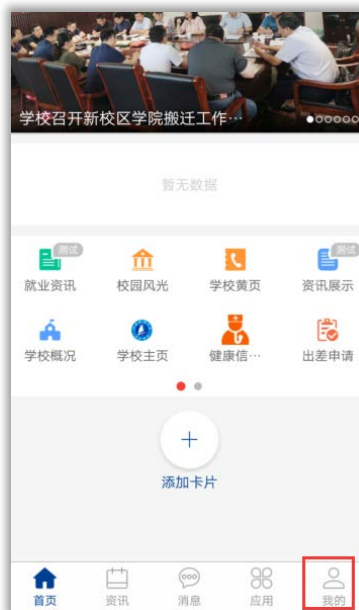 学校召开新校区学院搬迁工作…
暂无数据
测试 测试
就业资讯 校园风光 学校黄页 资讯展示
学校概况 学校主页 健康信… 出差申请
添加卡片
首页 资讯 消息 应用 我的